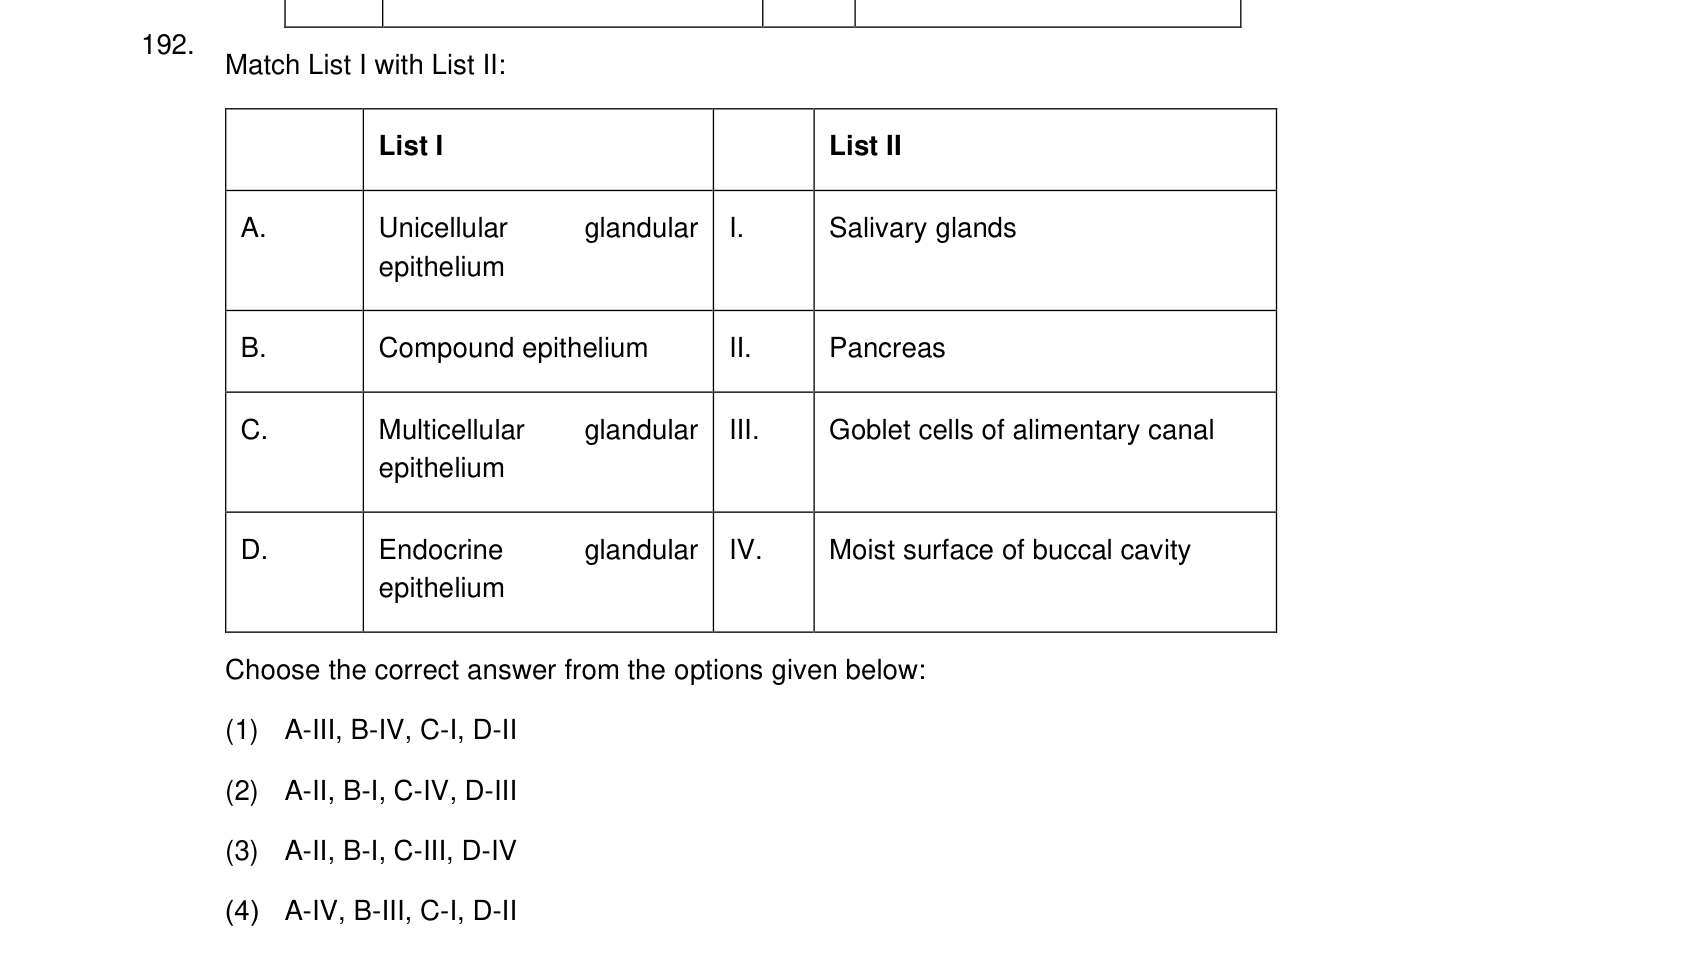 192.
Match List I with List II:
List I List II
A. Unicellular glandular epithelium I. Salivary glands
B. Compound epithelium II. Pancreas
C. Multicellular glandular epithelium III. Goblet cells of alimentary canal
D. Endocrine glandular epithelium IV. Moist surface of buccal cavity
Choose the correct answer from the options given below:
(1) A-III, B-IV, C-I, D-II
(2) A-II, B-I, C-IV, D-III
(3) A-II, B-I, C-III, D-IV
(4) A-IV, B-III, C-I, D-II